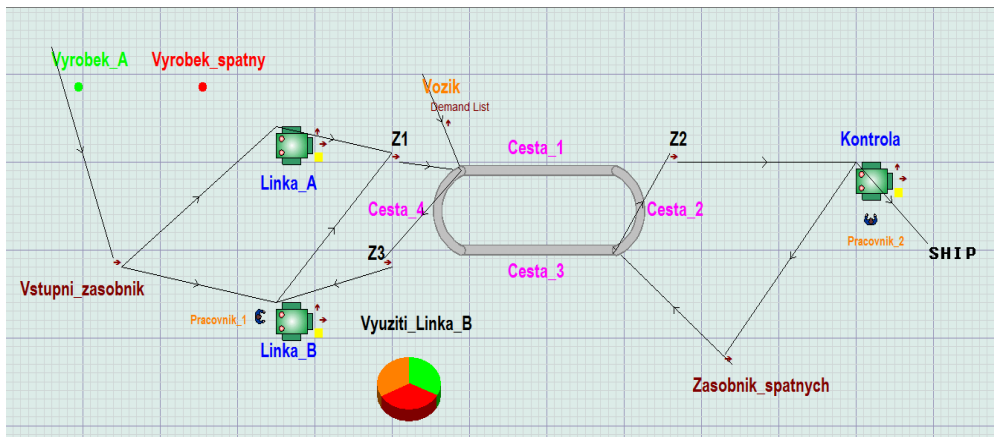 Vyrobek_A
Vyrobek_spatny
Vozik
Demand List
Z1
Cesta_1
Z2
Kontrola
Linka_A
Cesta_4
Cesta_2
Pracovnik_2
Z3
SHIP
Cesta_3
Vstupni_zasobnik
Pracovnik_1
Vyuziti_Linka_B
Linka_B
Zasobnik_spatnych